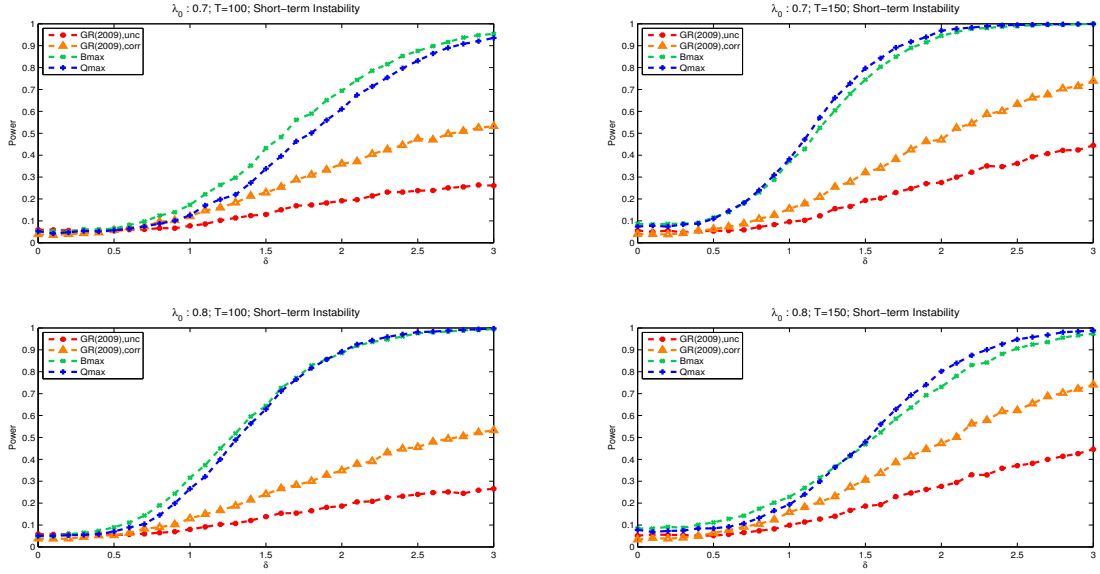 λ0 : 0.7; T=100; Short-term Instability
GR(2009),unc
GR(2009),corr
Bmax
Qmax
Power
1
0.9
0.8
0.7
0.6
0.5
0.4
0.3
0.2
0.1
0
0 0.5 1 1.5 2 2.5 3
δ
λ0 : 0.7; T=150; Short-term Instability
GR(2009),unc
GR(2009),corr
Bmax
Qmax
Power
1
0.9
0.8
0.7
0.6
0.5
0.4
0.3
0.2
0.1
0
0 0.5 1 1.5 2 2.5 3
δ
λ0 : 0.8; T=100; Short-term Instability
GR(2009),unc
GR(2009),corr
Bmax
Qmax
Power
1
0.9
0.8
0.7
0.6
0.5
0.4
0.3
0.2
0.1
0
0 0.5 1 1.5 2 2.5 3
δ
λ0 : 0.8; T=150; Short-term Instability
GR(2009),unc
GR(2009),corr
Bmax
Qmax
Power
1
0.9
0.8
0.7
0.6
0.5
0.4
0.3
0.2
0.1
0
0 0.5 1 1.5 2 2.5 3
δ